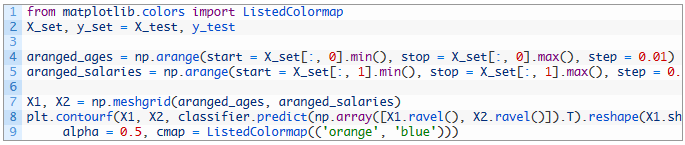 1 from matplotlib.colors import ListedColormap
2 X_set, y_set = X_test, y_test
3
4 aranged_ages = np.arange(start = X_set[:, 0].min(), stop = X_set[:, 0].max(), step = 0.01)
5 aranged_salaries = np.arange(start = X_set[:, 1].min(), stop = X_set[:, 1].max(), step = 0.
6
7 X1, X2 = np.meshgrid(aranged_ages, aranged_salaries)
8 plt.contourf(X1, X2, classifier.predict(np.array([X1.ravel(), X2.ravel()]).T).reshape(X1.sh
9     alpha = 0.5, cmap = ListedColormap(('orange', 'blue')))